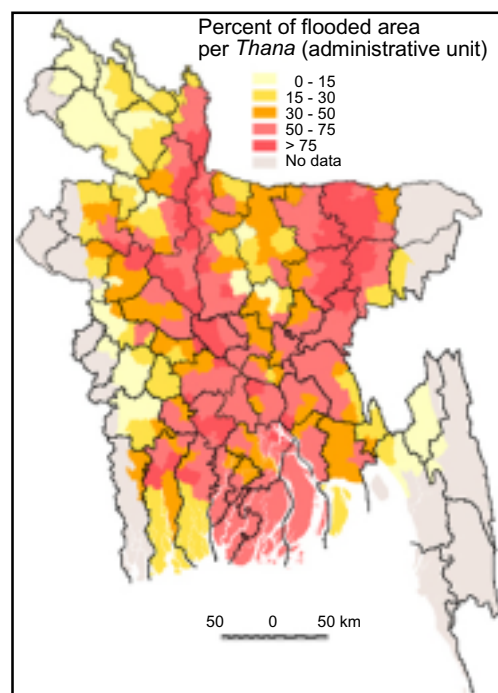 Percent of flooded area
per Thana (administrative unit)
0 - 15
15 - 30
30 - 50
50 - 75
> 75
No data
50 0 50 km